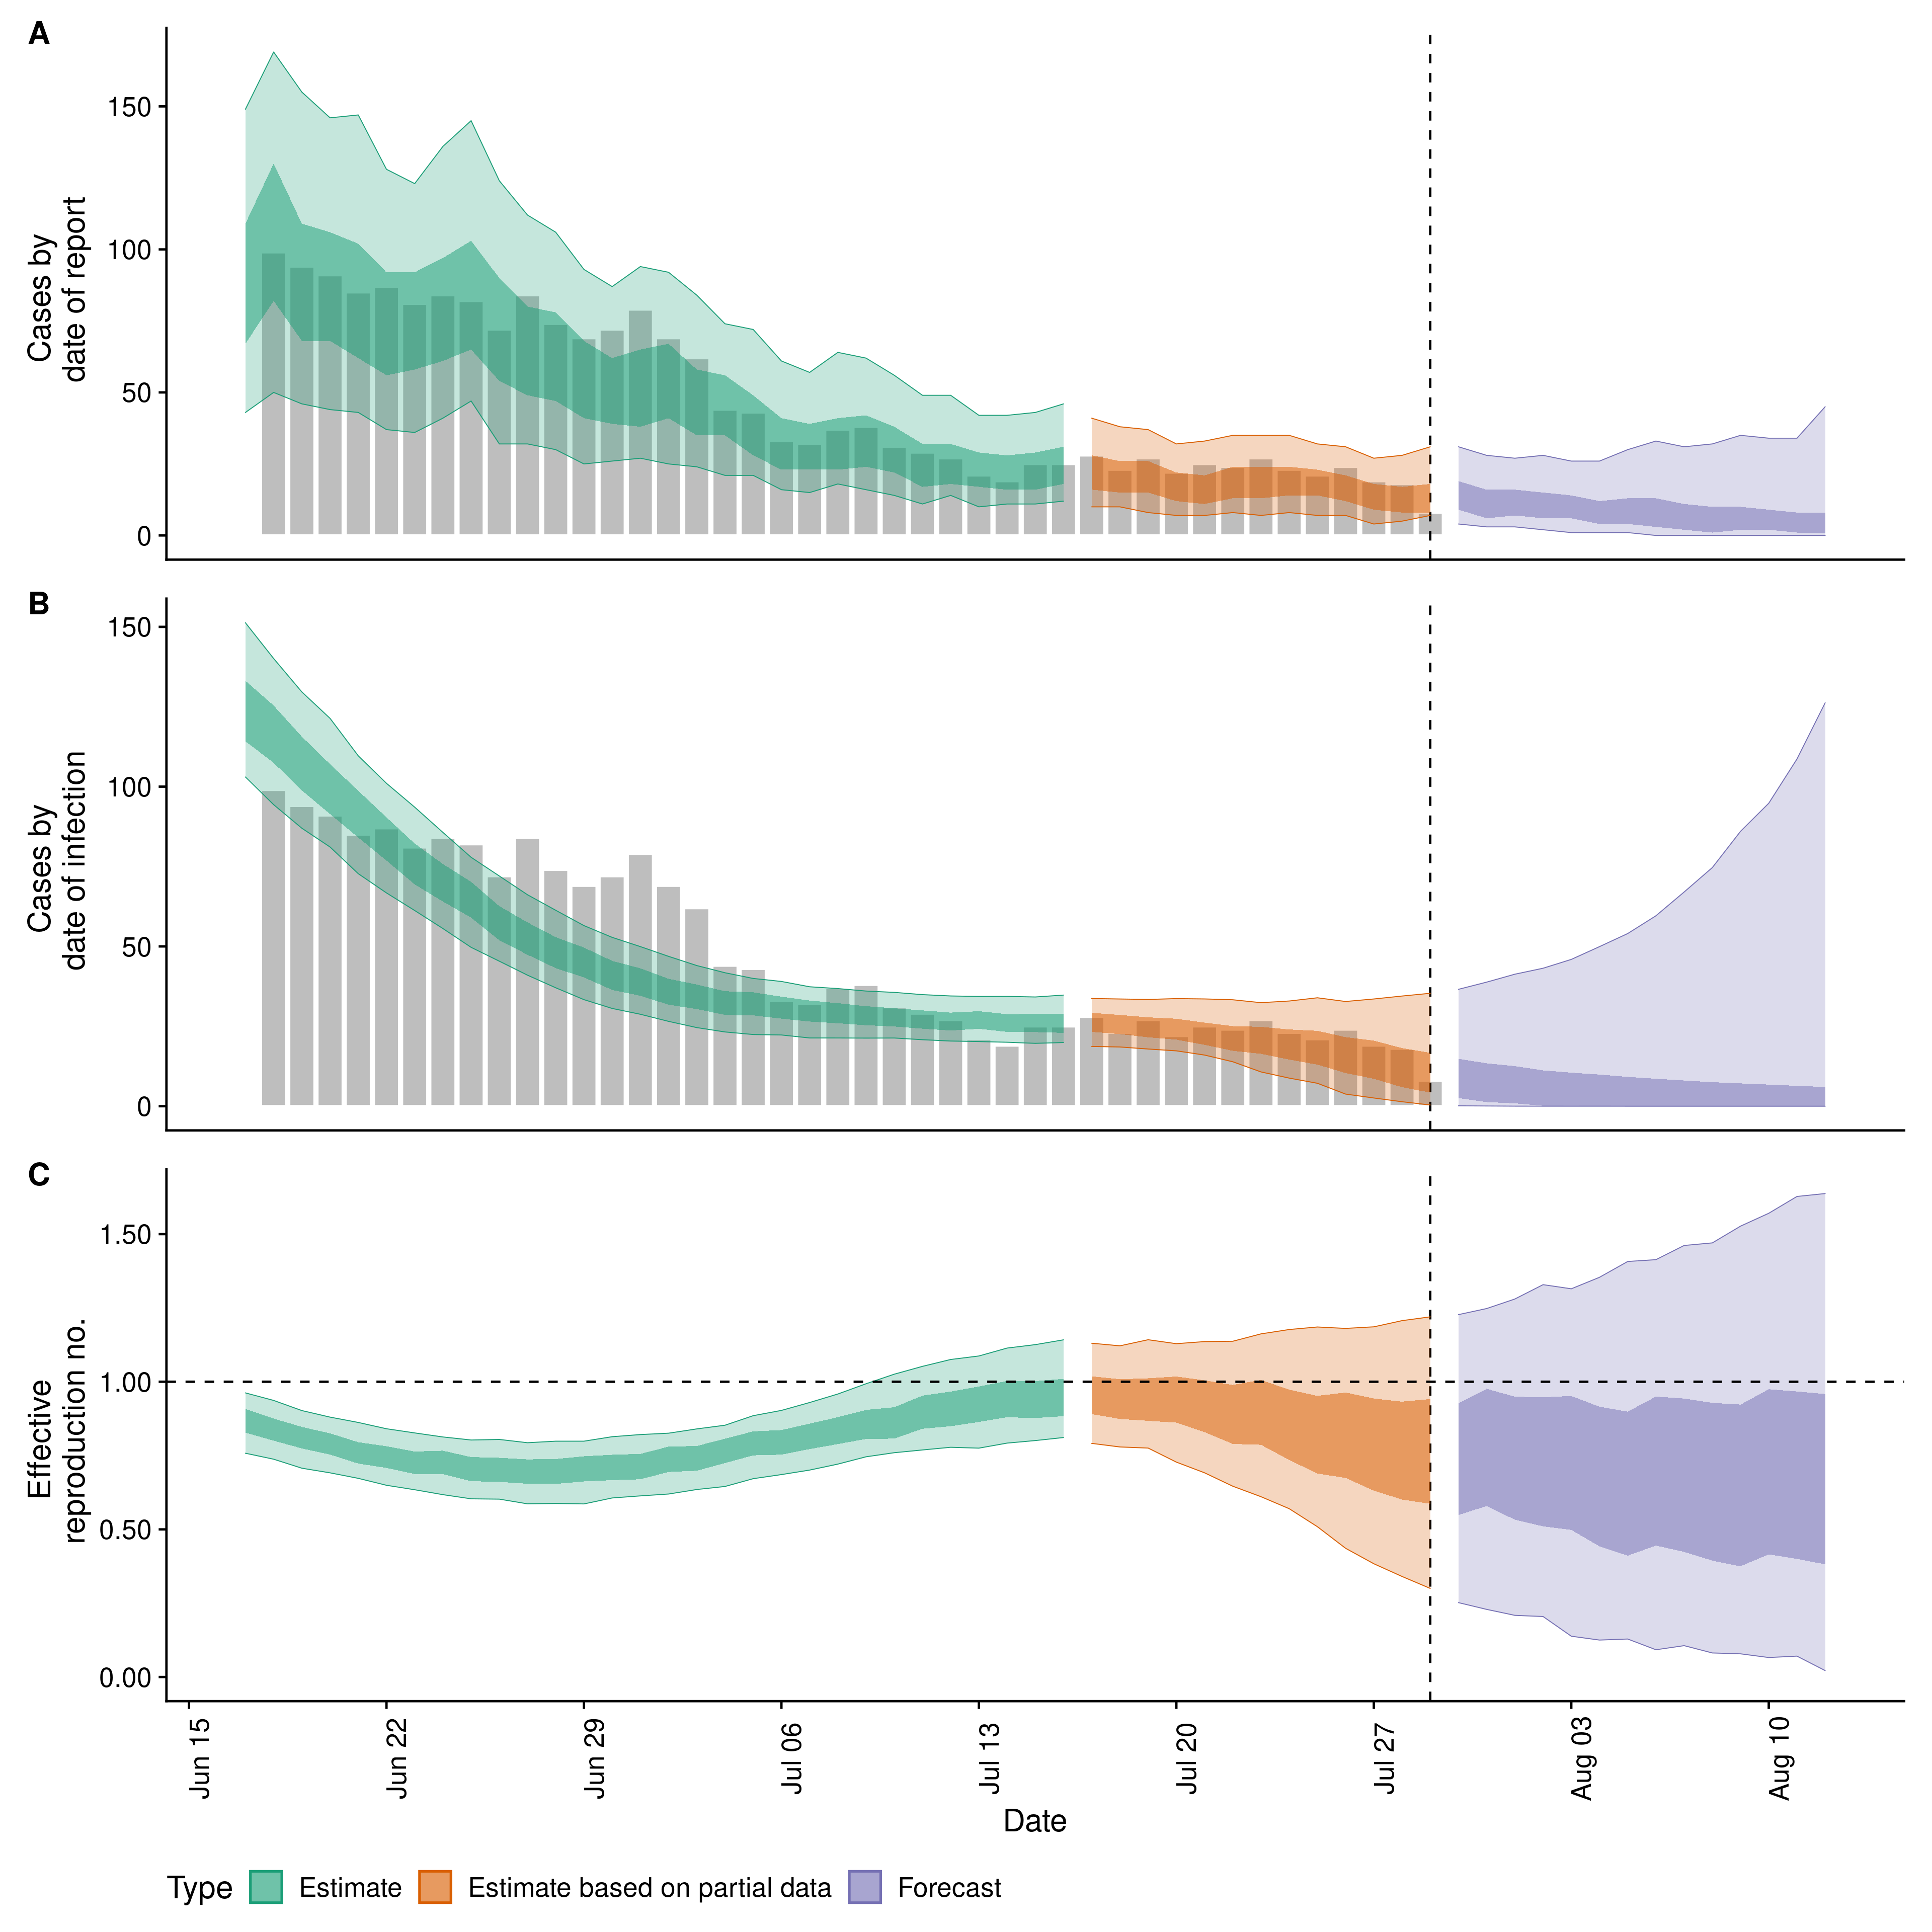 A
150
100
50
0
Cases by
date of report
B
150
100
50
0
Cases by
date of infection
C
1.50
1.00
0.50
0.00
Effective
reproduction no.
Jun 15
Jun 22
Jun 29
Jul 06
Jul 13
Jul 20
Jul 27
Aug 03
Aug 10
Date
Type Estimate Estimate based on partial data Forecast